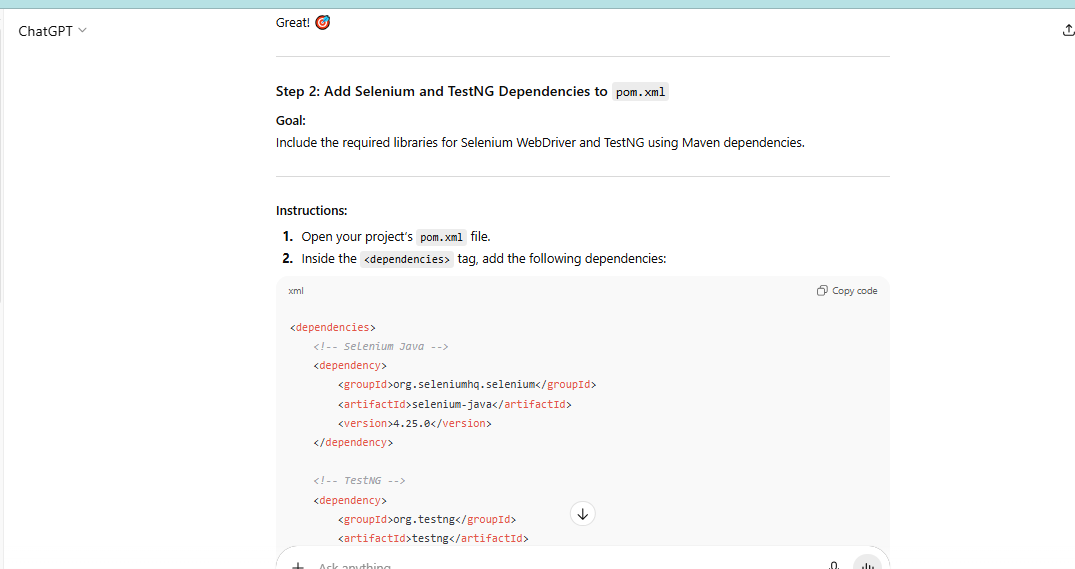 ChatGPT
Great! 🎯
Step 2: Add Selenium and TestNG Dependencies to pom.xml
Goal:
Include the required libraries for Selenium WebDriver and TestNG using Maven dependencies.
Instructions:
1. Open your project's pom.xml file.
2. Inside the <dependencies> tag, add the following dependencies:
xml
Copy code
<dependencies>
    <!-- Selenium Java -->
    <dependency>
        <groupId>org.seleniumhq.selenium</groupId>
        <artifactId>selenium-java</artifactId>
        <version>4.25.0</version>
    </dependency>
    <!-- TestNG -->
    <dependency>
        <groupId>org.testng</groupId>
        <artifactId>testng</artifactId>
Ask anything